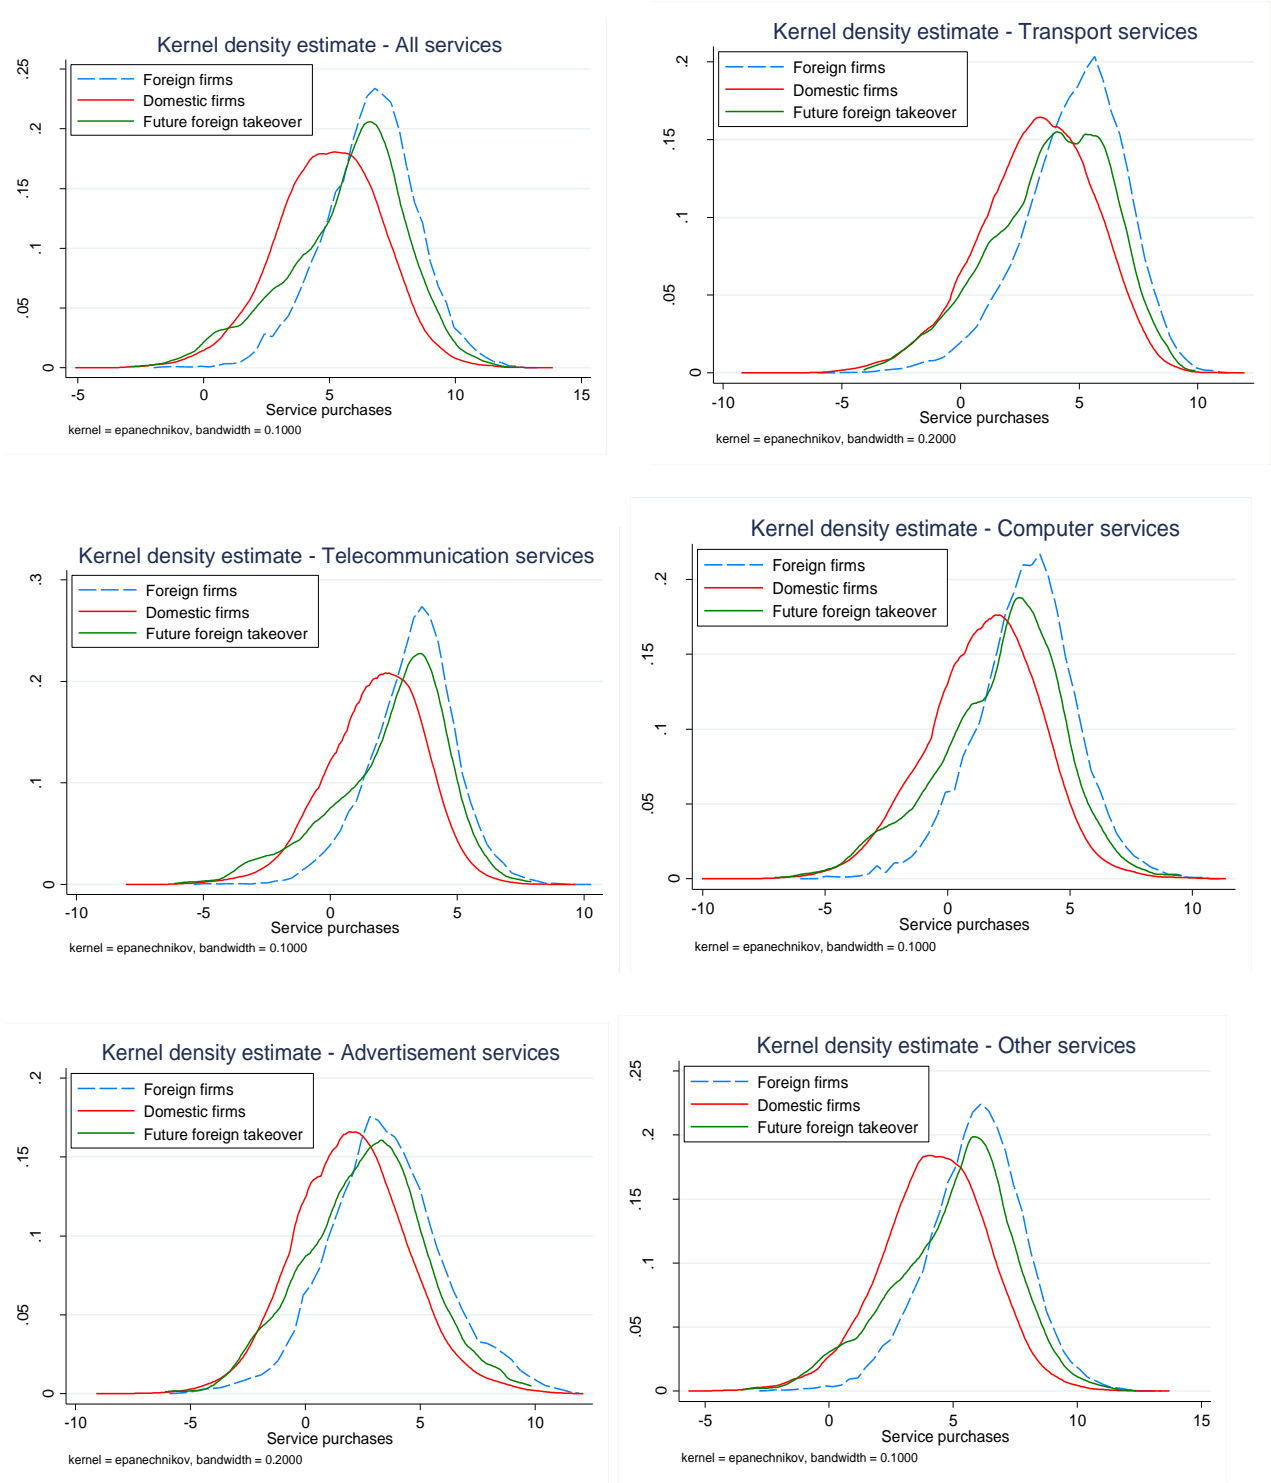 Kernel density estimate - All services
Foreign firms
Domestic firms
Future foreign takeover
.25
.2
.15
.1
.05
0
-5 0 5 10 15
Service purchases
kernel = epanechnikov, bandwidth = 0.1000
Kernel density estimate - Transport services
Foreign firms
Domestic firms
Future foreign takeover
.2
.15
.1
.05
0
-10 -5 0 5 10
Service purchases
kernel = epanechnikov, bandwidth = 0.2000
Kernel density estimate - Telecommunication services
Foreign firms
Domestic firms
Future foreign takeover
.3
.2
.1
0
-10 -5 0 5 10
Service purchases
kernel = epanechnikov, bandwidth = 0.1000
Kernel density estimate - Computer services
Foreign firms
Domestic firms
Future foreign takeover
.2
.15
.1
.05
0
-10 -5 0 5 10
Service purchases
kernel = epanechnikov, bandwidth = 0.1000
Kernel density estimate - Advertisement services
Foreign firms
Domestic firms
Future foreign takeover
.2
.15
.1
.05
0
-10 -5 0 5 10
Service purchases
kernel = epanechnikov, bandwidth = 0.2000
Kernel density estimate - Other services
Foreign firms
Domestic firms
Future foreign takeover
.25
.2
.15
.1
.05
0
-5 0 5 10 15
Service purchases
kernel = epanechnikov, bandwidth = 0.1000